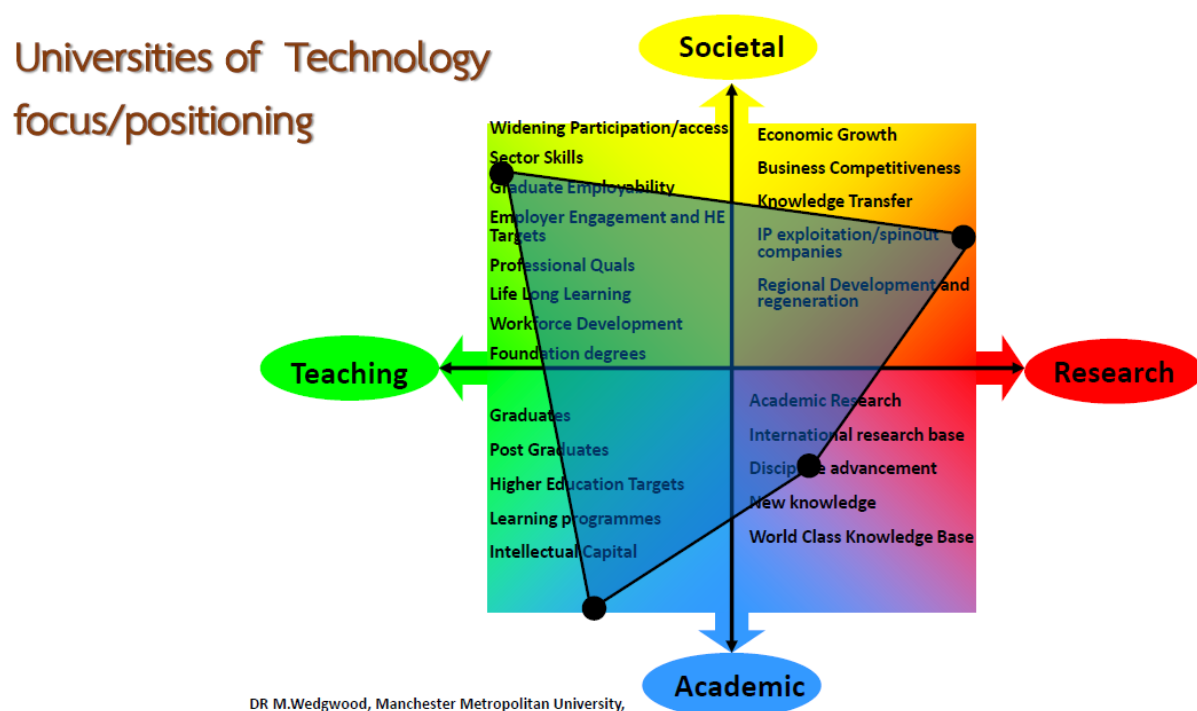 Universities of Technology
focus/positioning
Societal
Widening Participation/access
Sector Skills
Graduate Employability
Employer Engagement and HE
Targets
Professional Quals
Life Long Learning
Workforce Development
Foundation degrees
Economic Growth
Business Competitiveness
Knowledge Transfer
IP exploitation/spinout
companies
Regional Development and
regeneration
Teaching
Research
Graduates
Post Graduates
Higher Education Targets
Learning programmes
Intellectual Capital
Academic Research
International research base
Discipline advancement
New knowledge
World Class Knowledge Base
Academic
DR M.Wedgwood, Manchester Metropolitan University,